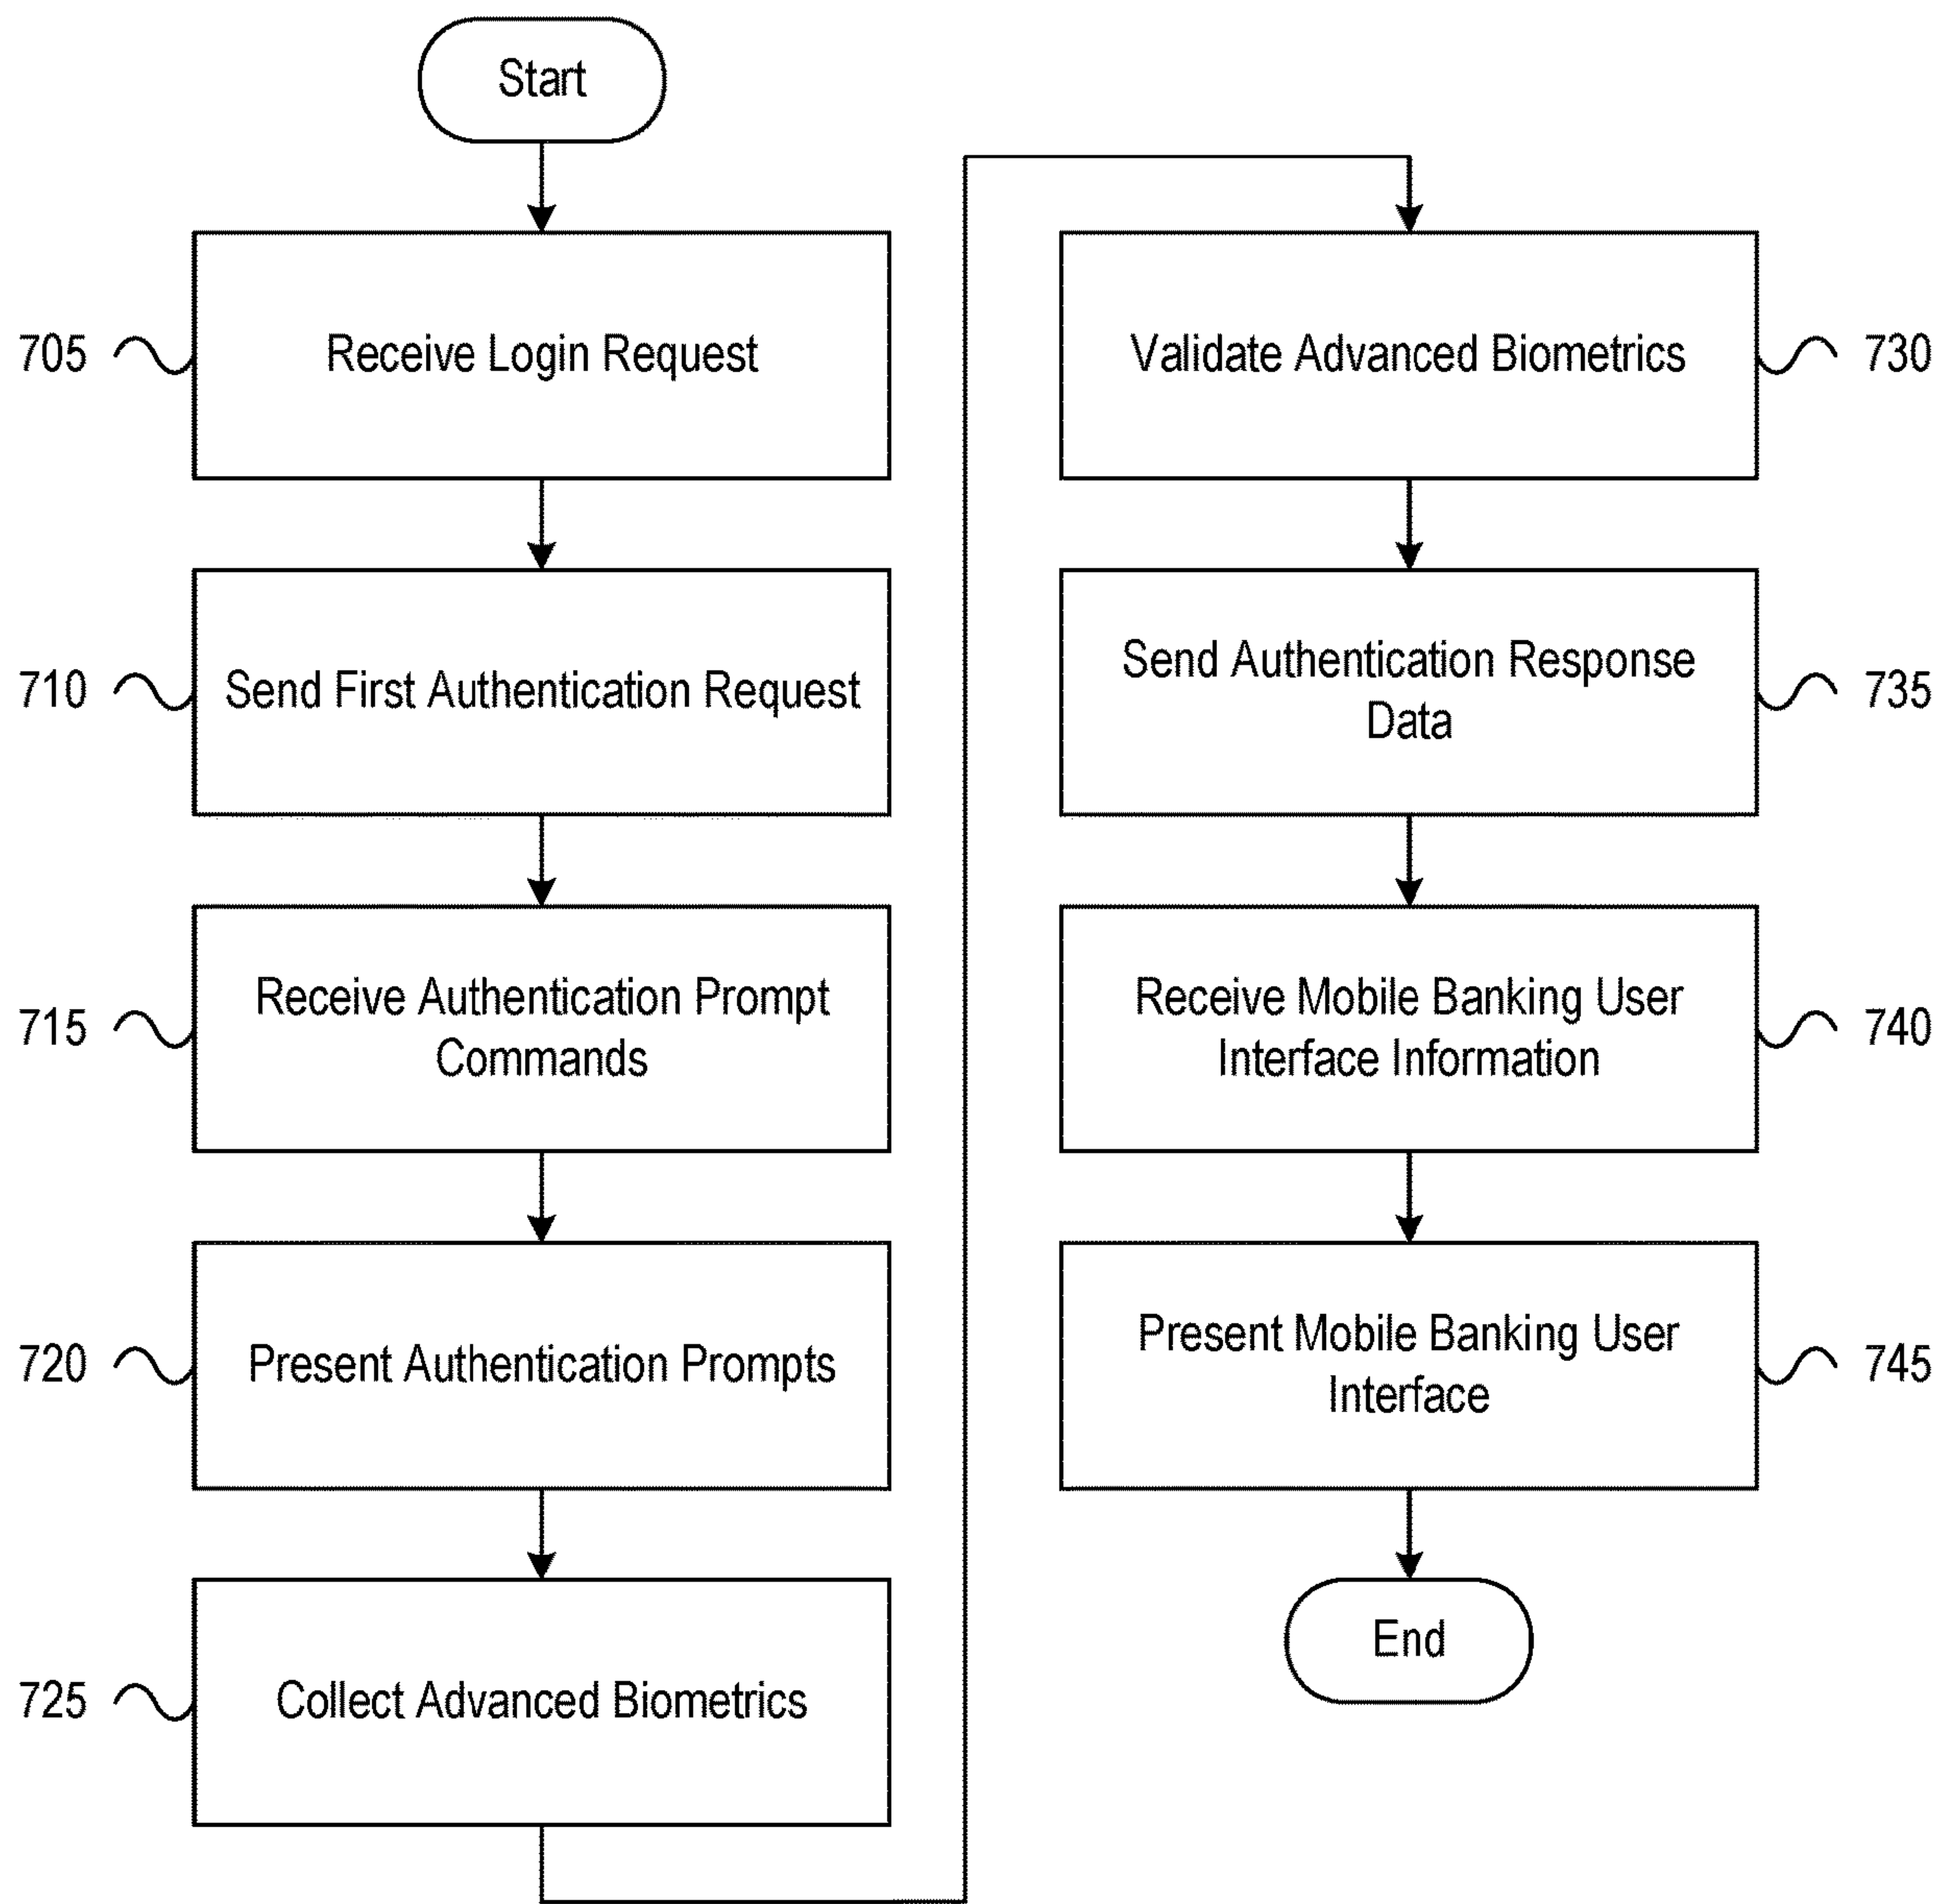 Start
705
Receive Login Request
710
Send First Authentication Request
715
Receive Authentication Prompt
Commands
720
Present Authentication Prompts
725
Collect Advanced Biometrics
Validate Advanced Biometrics
730
Send Authentication Response
Data
735
Receive Mobile Banking User
Interface Information
740
Present Mobile Banking User
Interface
745
End